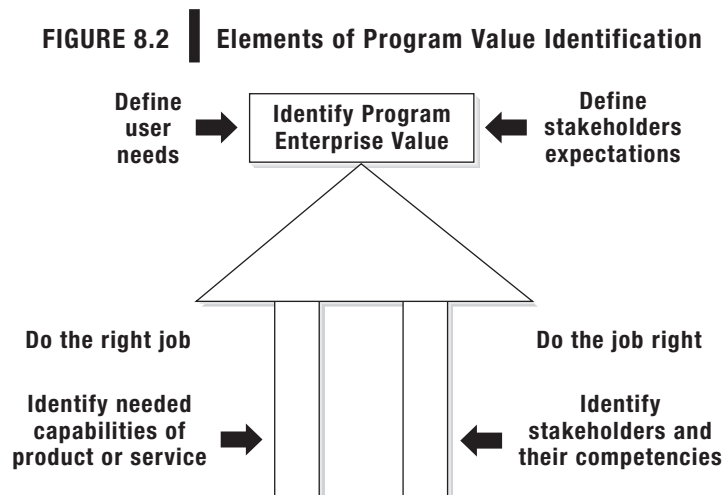 FIGURE 8.2 Elements of Program Value Identification
Define
user
needs
Identify Program
Enterprise Value
Define
stakeholders
expectations
Do the right job
Do the job right
Identify needed
capabilities of
product or service
Identify
stakeholders and
their competencies